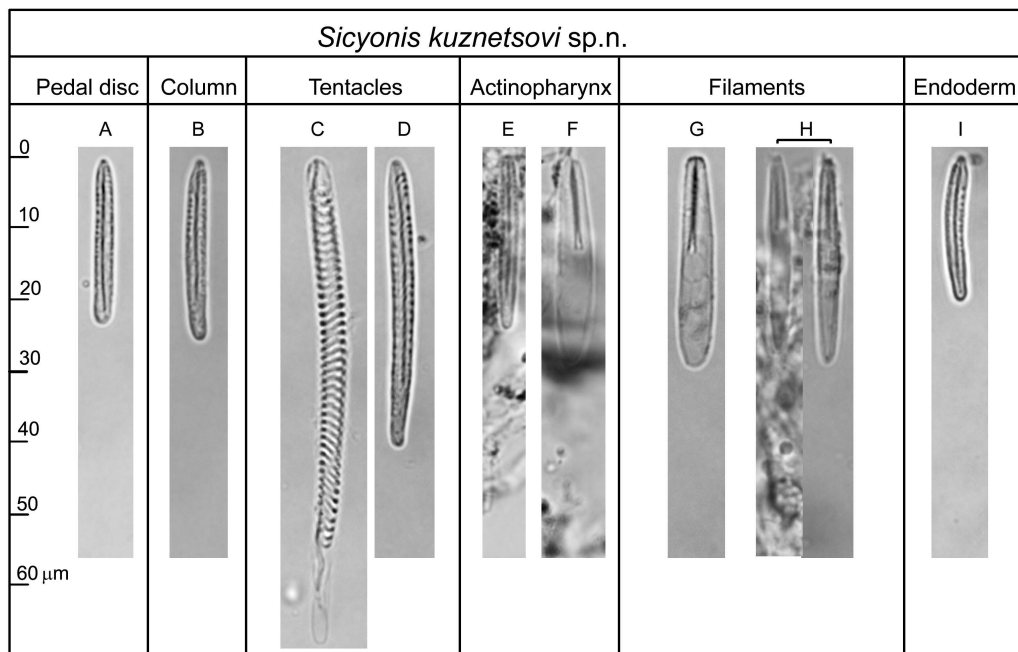 Sicyonis kuznetsovi sp.n.
Pedal disc Column Tentacles Actinopharynx Filaments Endoderm
A B C D E F G H I
0
10
20
30
40
50
60 μm